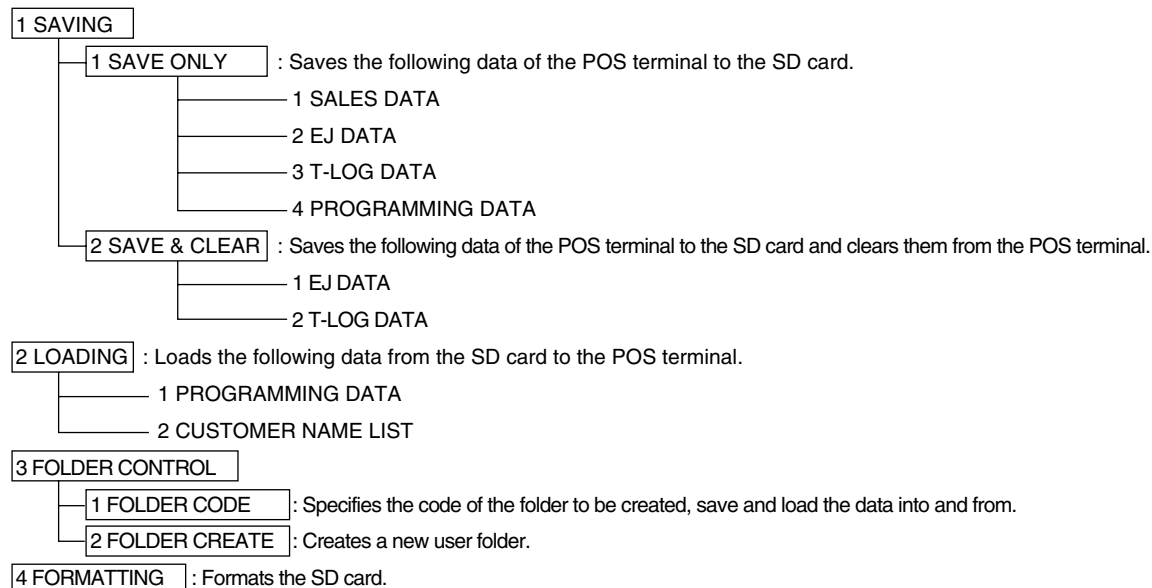 1 SAVING
1 SAVE ONLY : Saves the following data of the POS terminal to the SD card.
1 SALES DATA
2 EJ DATA
3 T-LOG DATA
4 PROGRAMMING DATA
2 SAVE & CLEAR : Saves the following data of the POS terminal to the SD card and clears them from the POS terminal.
1 EJ DATA
2 T-LOG DATA
2 LOADING : Loads the following data from the SD card to the POS terminal.
1 PROGRAMMING DATA
2 CUSTOMER NAME LIST
3 FOLDER CONTROL
1 FOLDER CODE : Specifies the code of the folder to be created, save and load the data into and from.
2 FOLDER CREATE : Creates a new user folder.
4 FORMATTING : Formats the SD card.